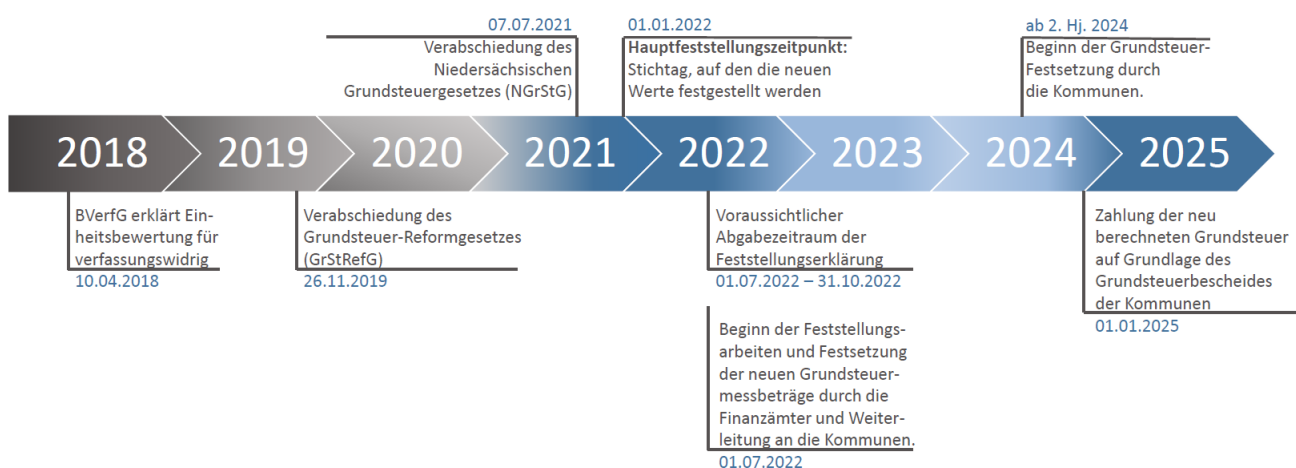 07.07.2021
Verabschiedung des
Niedersächsischen
Grundsteuergesetzes (NGrStG)
01.01.2022
Hauptfeststellungszeitpunkt:
Stichtag, auf den die neuen
Werte festgestellt werden
ab 2. Hj. 2024
Beginn der Grundsteuer-
Festsetzung durch
die Kommunen.
2018
2019
2020
2021
2022
2023
2024
2025
BVerfG erklärt Ein-
heitsbewertung für
verfassungswidrig
10.04.2018
Verabschiedung des
Grundsteuer-Reformgesetzes
(GrStRefG)
26.11.2019
Voraussichtlicher
Abgabezeitraum der
Feststellungserklärung
01.07.2022 – 31.10.2022
Beginn der Feststellungs-
arbeiten und Festsetzung
der neuen Grundsteuer-
messbeträge durch die
Finanzämter und Weiter-
leitung an die Kommunen.
01.07.2022
Zahlung der neu
berechneten Grundsteuer
auf Grundlage des
Grundsteuerbescheides
der Kommunen
01.01.2025